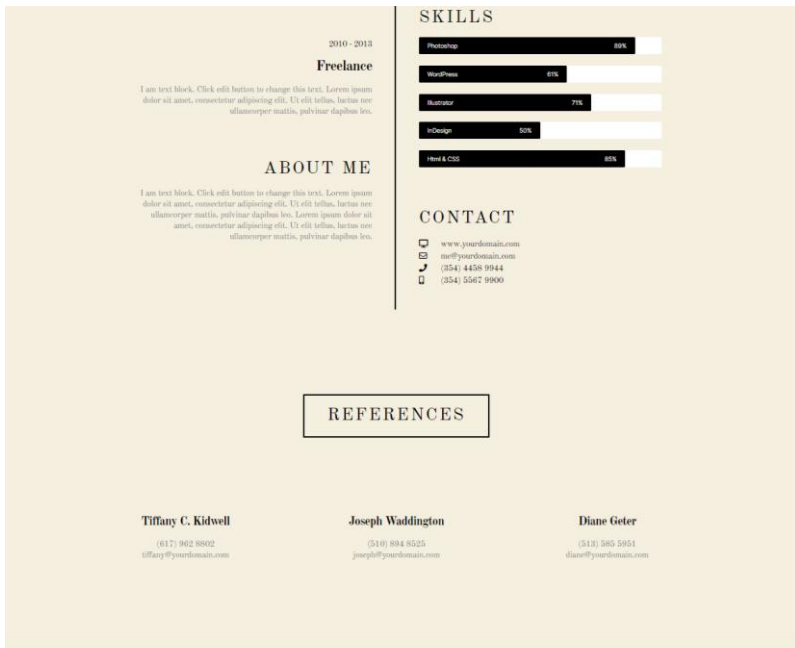 2010 - 2013
Freelance
I am text block. Click edit button to change this text. Lorem ipsum
dolor sit amet, consectetur adipiscing elit. Ut elit tellus, luctus nec
ullamcorper mattis, pulvinar dapibus leo.
ABOUT ME
I am text block. Click edit button to change this text. Lorem ipsum
dolor sit amet, consectetur adipiscing elit. Ut elit tellus, luctus nec
ullamcorper mattis, pulvinar dapibus leo. Lorem ipsum dolor sit
amet, consectetur adipiscing elit. Ut elit tellus, luctus nec
ullamcorper mattis, pulvinar dapibus leo.
SKILLS
Photoshop 89%
WordPress 61%
Illustrator 71%
InDesign 50%
Html & CSS 85%
CONTACT
www.yourdomain.com
me@yourdomain.com
(354) 4458 9944
(354) 5567 9900
REFERENCES
Tiffany C. Kidwell
(617) 962 8802
tiffany@yourdomain.com
Joseph Waddington
(510) 894 8525
joseph@yourdomain.com
Diane Geter
(513) 585 5951
diane@yourdomain.com